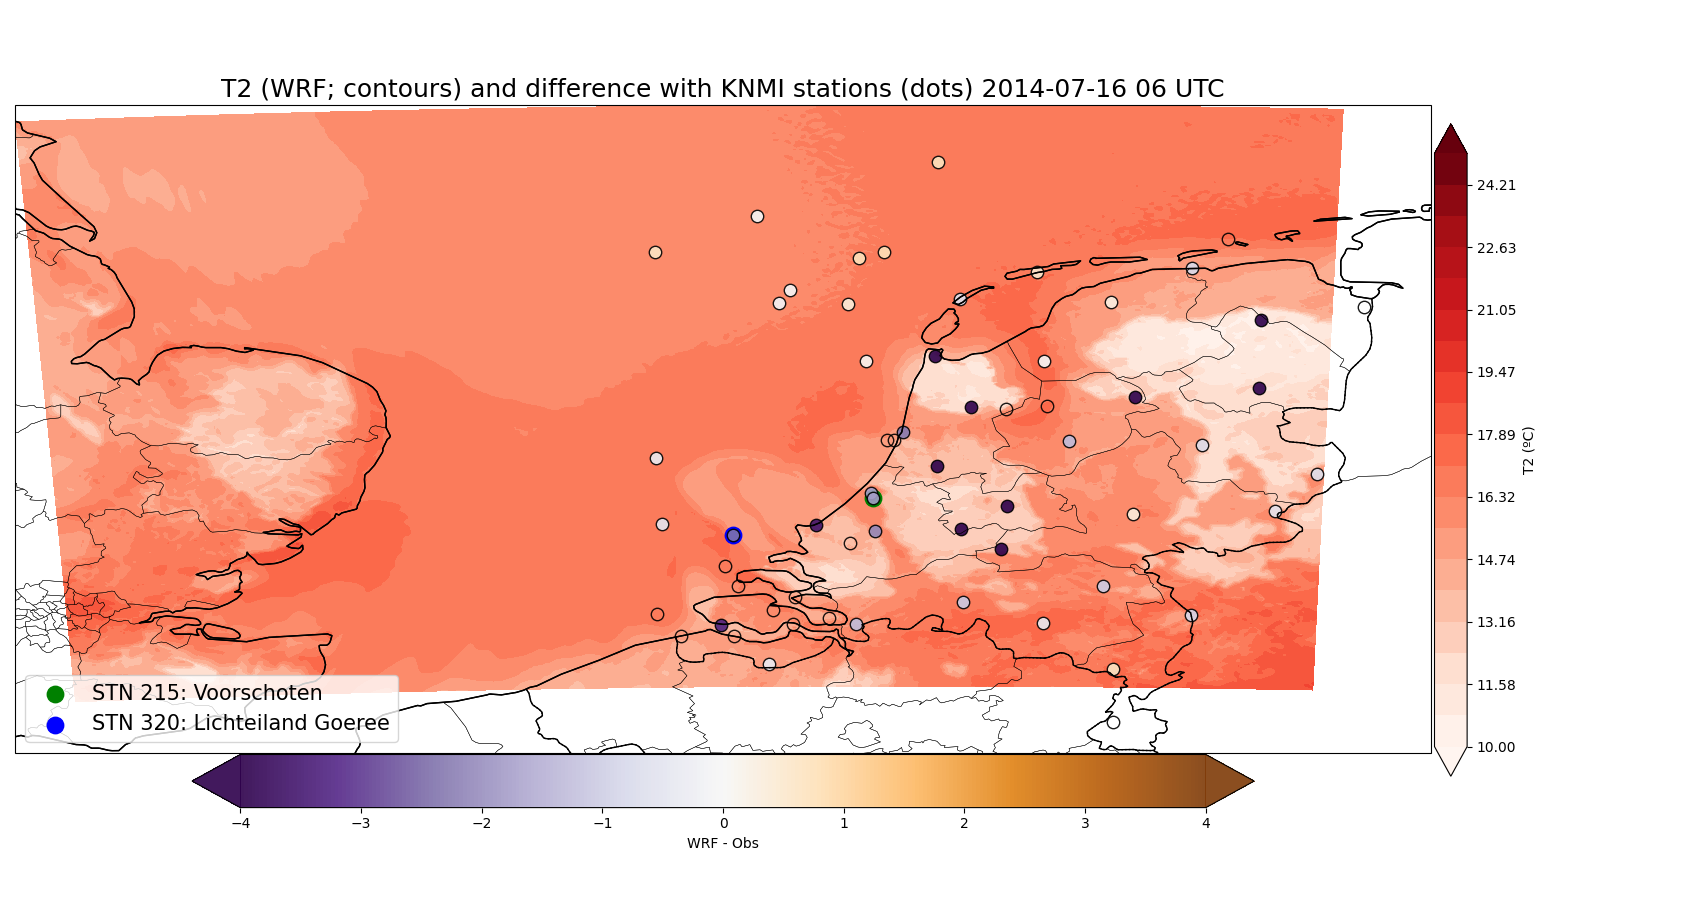 T2 (WRF; contours) and difference with KNMI stations (dots) 2014-07-16 06 UTC
24.21
22.63
21.05
19.47
17.89
16.32
14.74
13.16
11.58
10.00
T2 (ºC)
STN 215: Voorschoten
STN 320: Lichteiland Goeree
−4 −3 −2 −1 0 1 2 3 4
WRF - Obs